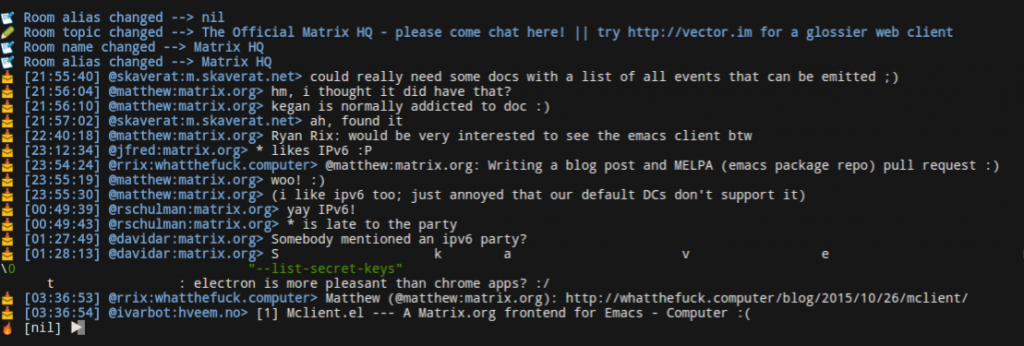 Room alias changed --> nil
Room topic changed --> The Official Matrix HQ - please come chat here! || try http://vector.im for a glossier web client
Room name changed --> Matrix HQ
Room alias changed --> Matrix HQ
[21:55:40] @skaverat:m.skaverat.net> could really need some docs with a list of all events that can be emitted ;)
[21:56:04] @matthew:matrix.org> hm, i thought it did have that?
[21:56:10] @matthew:matrix.org> kegan is normally addicted to doc :)
[21:57:02] @skaverat:m.skaverat.net> ah, found it
[22:40:18] @matthew:matrix.org> Ryan Rix: would be very interested to see the emacs client btw
[23:12:34] @jfred:matrix.org> * likes IPv6 :P
[23:54:24] @rrix:whatthefuck.computer> @matthew:matrix.org: Writing a blog post and MELPA (emacs package repo) pull request :)
[23:55:19] @matthew:matrix.org> woo! :)
[23:55:30] @matthew:matrix.org> (i like ipv6 too; just annoyed that our default DCs don't support it)
[00:49:39] @rschulman:matrix.org> yay IPv6!
[00:49:43] @rschulman:matrix.org> * is late to the party
[01:27:49] @davidar:matrix.org> Somebody mentioned an ipv6 party?
[01:28:13] @davidar:matrix.org> S k a v e
\0 "--list-secret-keys"
t : electron is more pleasant than chrome apps? :/
[03:36:53] @rrix:whatthefuck.computer> Matthew (@matthew:matrix.org): http://whatthefuck.computer/blog/2015/10/26/mclient/
[03:36:54] @ivarbot:hveem.no> [1] Mclient.el --- A Matrix.org frontend for Emacs - Computer :(
[nil]